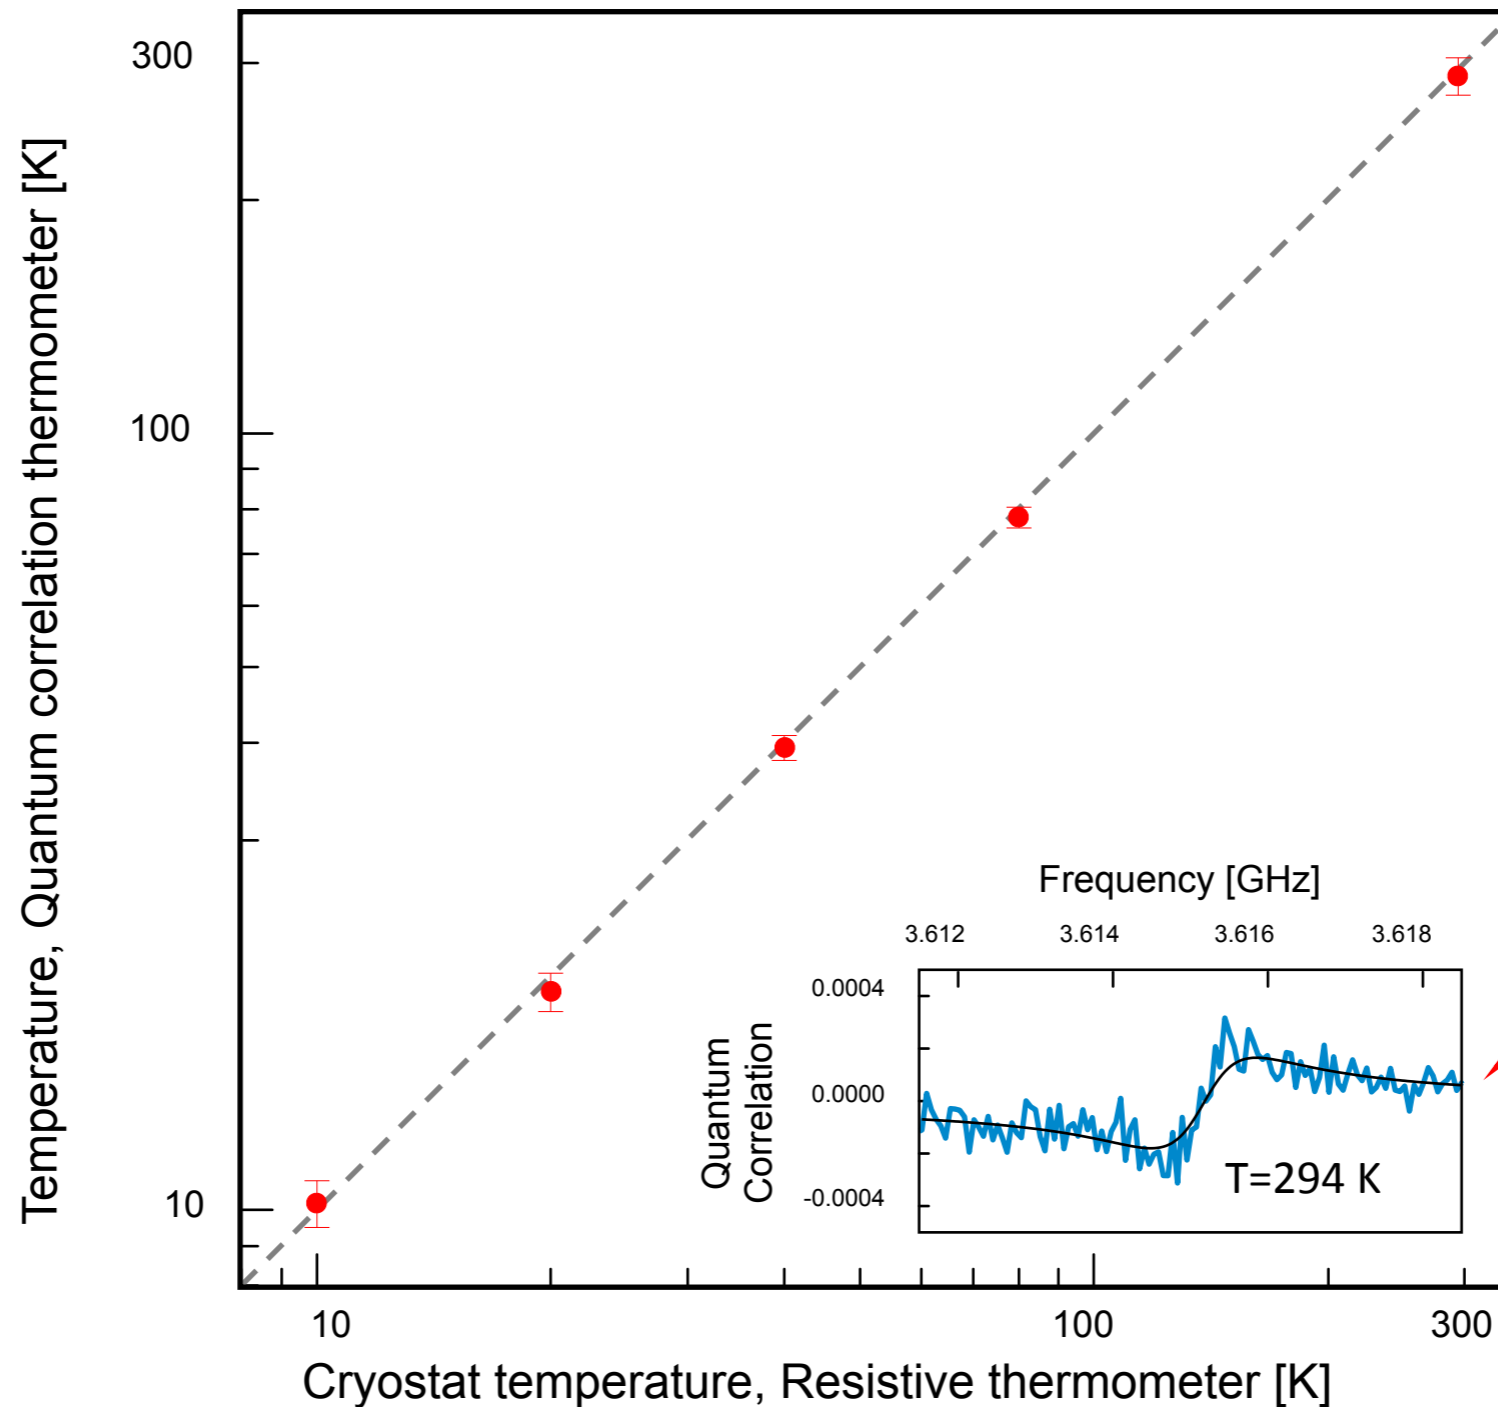 300
100
10
Temperature, Quantum correlation thermometer [K]
Frequency [GHz]
3.612 3.614 3.616 3.618
0.0004
0.0000
-0.0004
Quantum
Correlation
T=294 K
10 100 300
Cryostat temperature, Resistive thermometer [K]